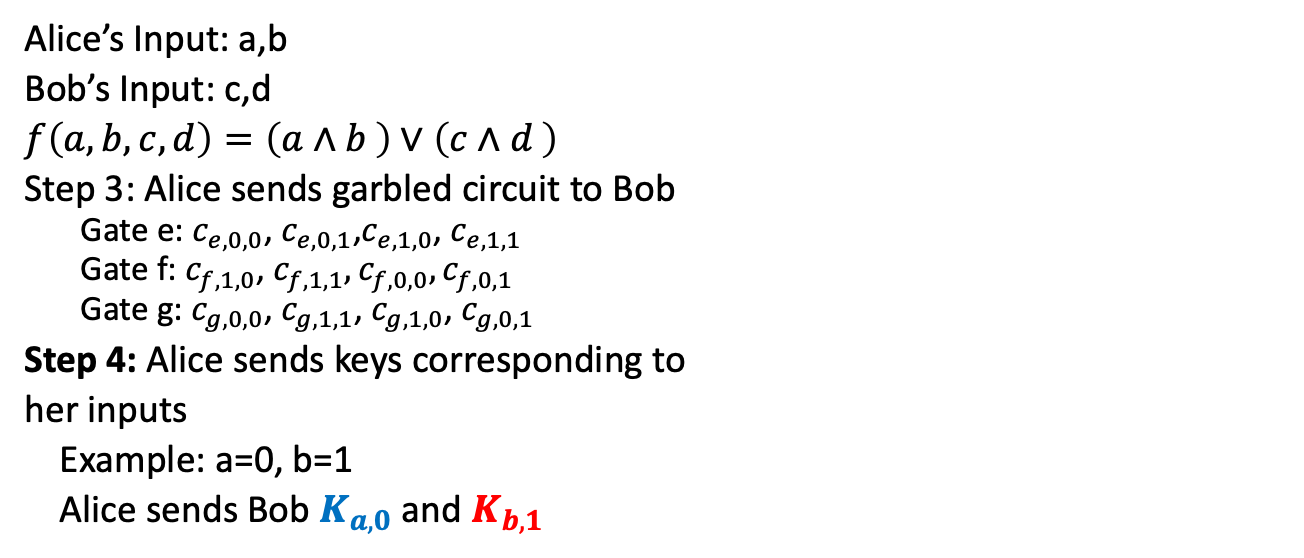 Alice’s Input: a,b
Bob’s Input: c,d
f(a, b, c, d) = (a ∧ b ) ∨ (c ∧ d )
Step 3: Alice sends garbled circuit to Bob
Gate e: c_{e,0,0}, c_{e,0,1},c_{e,1,0}, c_{e,1,1}
Gate f: c_{f,1,0}, c_{f,1,1}, c_{f,0,0}, c_{f,0,1}
Gate g: c_{g,0,0}, c_{g,1,1}, c_{g,1,0}, c_{g,0,1}
Step 4: Alice sends keys corresponding to
her inputs
Example: a=0, b=1
Alice sends Bob K_{a,0} and K_{b,1}